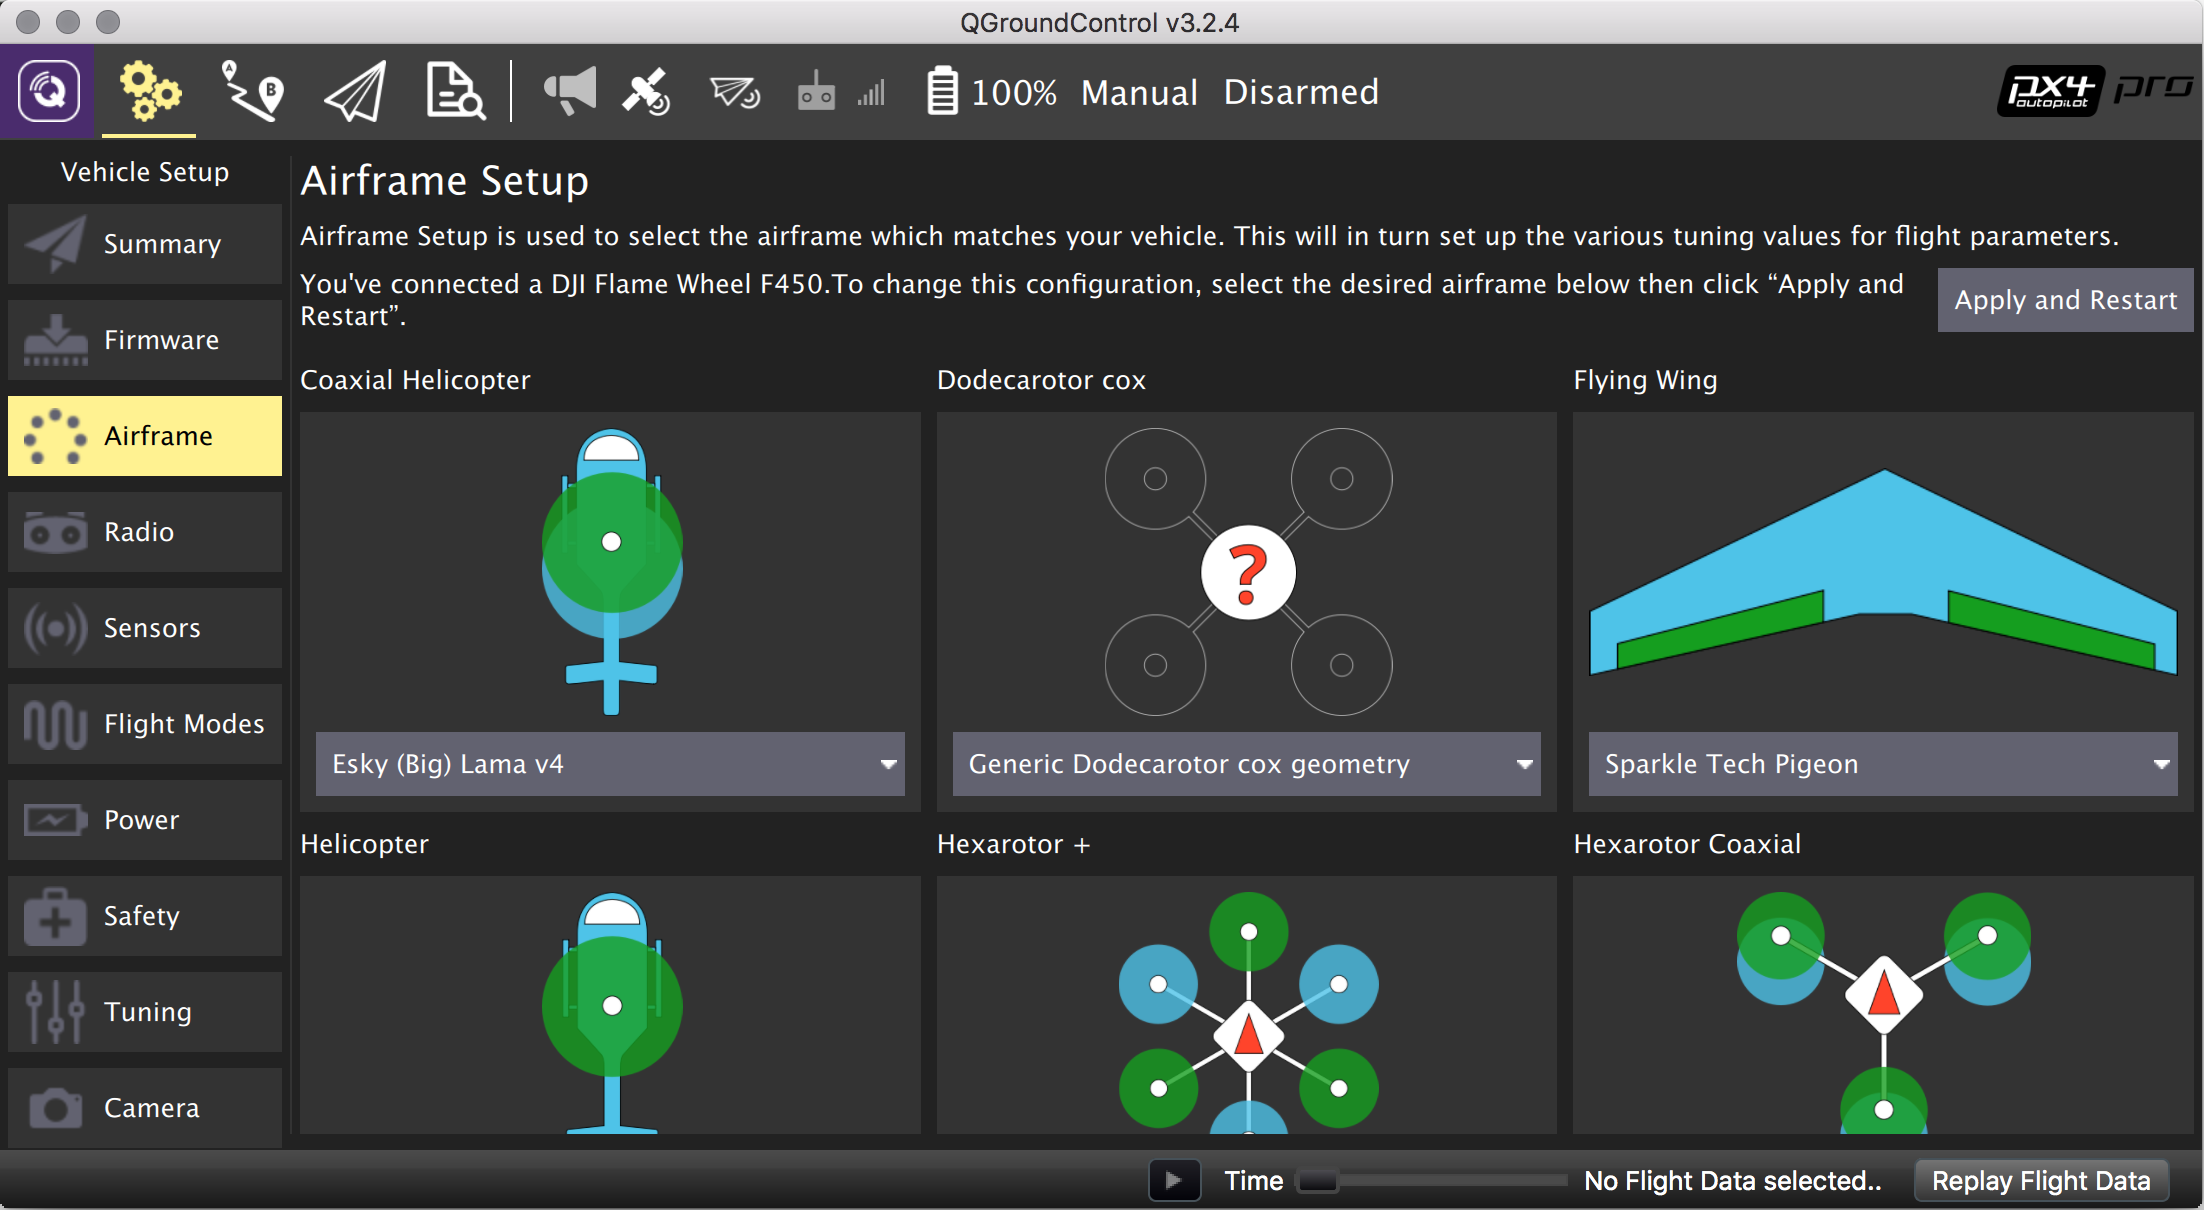 QGroundControl v3.2.4
A
B
100% Manual Disarmed
px4 autopilot pro
Vehicle Setup
Summary
Firmware
Airframe
Radio
Sensors
Flight Modes
Power
Safety
Tuning
Camera
Airframe Setup
Airframe Setup is used to select the airframe which matches your vehicle. This will in turn set up the various tuning values for flight parameters.
You've connected a DJI Flame Wheel F450.To change this configuration, select the desired airframe below then click “Apply and
Restart”.
Apply and Restart
Coaxial Helicopter
Dodecarotor cox
Flying Wing
?
Esky (Big) Lama v4
Generic Dodecarotor cox geometry
Sparkle Tech Pigeon
Helicopter
Hexarotor +
Hexarotor Coaxial
Time
No Flight Data selected..
Replay Flight Data